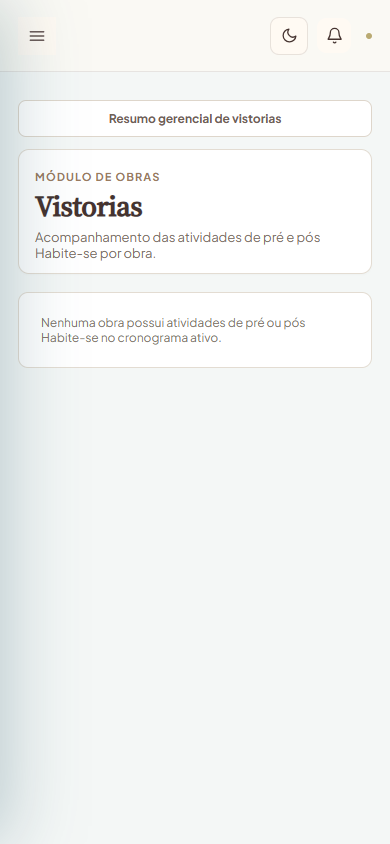 Resumo gerencial de vistorias
MÓDULO DE OBRAS
Vistorias
Acompanhamento das atividades de pré e pós
Habite-se por obra.
Nenhuma obra possui atividades de pré ou pós
Habite-se no cronograma ativo.